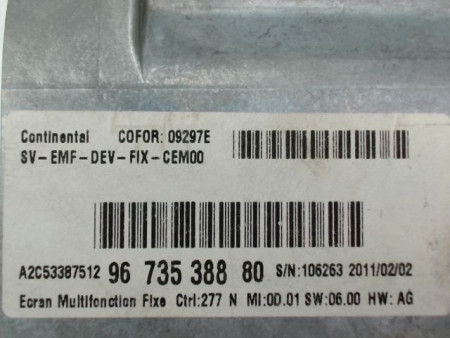 Continental COFOR: 09297E
SV-EMF-DEV-FIX-CEM00
A2C53387512 96 735 388 80 S/N:106263 2011/02/02
Ecran Multifonction Fixe Ctrl:277 N MI:0D.01 SW:06.00 HW: AG